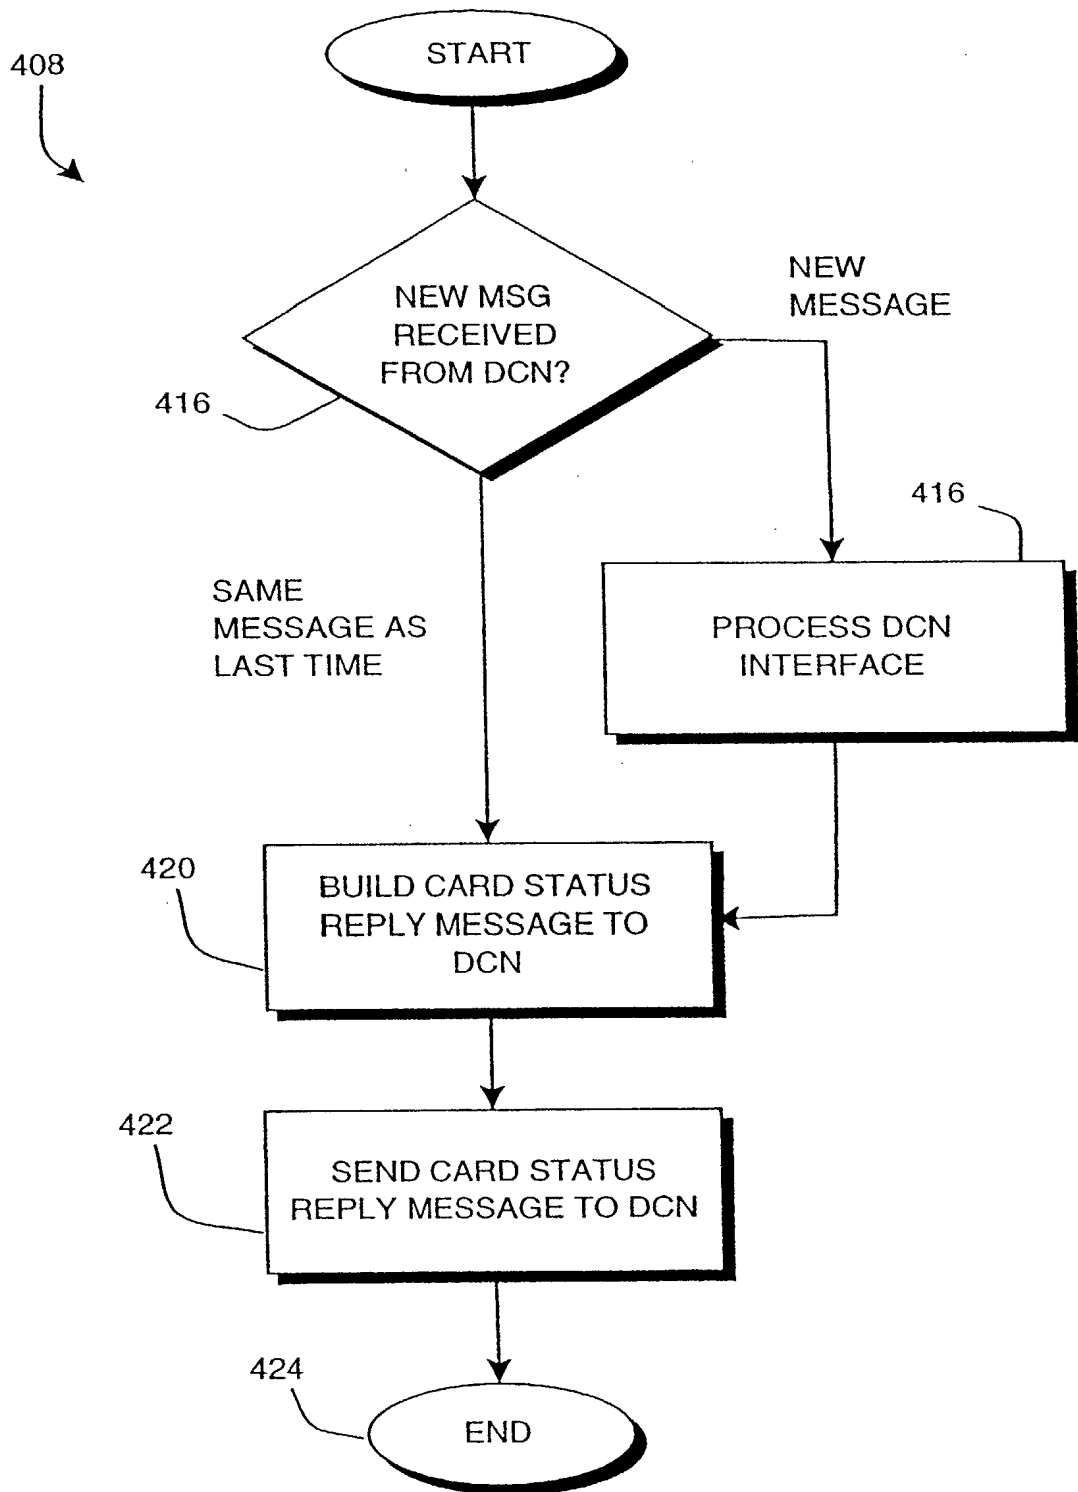 START
408
NEW MSG
RECEIVED
FROM DCN?
NEW
MESSAGE
416
416
SAME
MESSAGE AS
LAST TIME
PROCESS DCN
INTERFACE
420
BUILD CARD STATUS
REPLY MESSAGE TO
DCN
422
SEND CARD STATUS
REPLY MESSAGE TO DCN
424
END